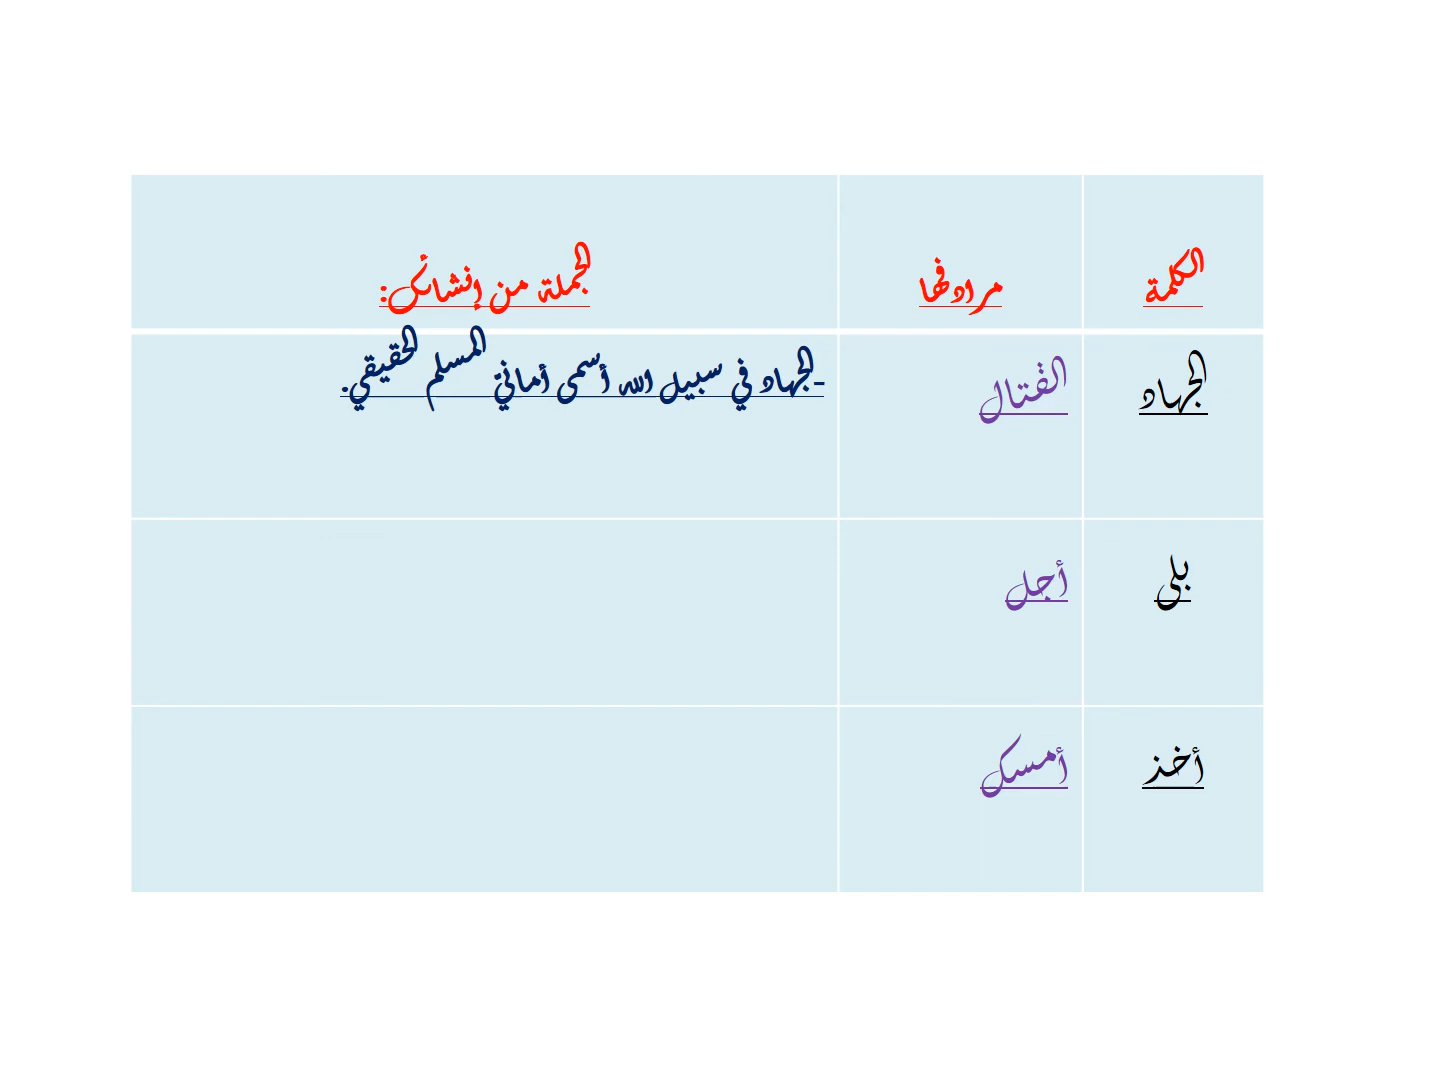 الكلمة مرادفها الجملة من إنشائك:
الجهاد القتال -الجهاد في سبيل الله أسمى أماني المسلم الحقيقي.
بلى أجل
أخذ أمسك